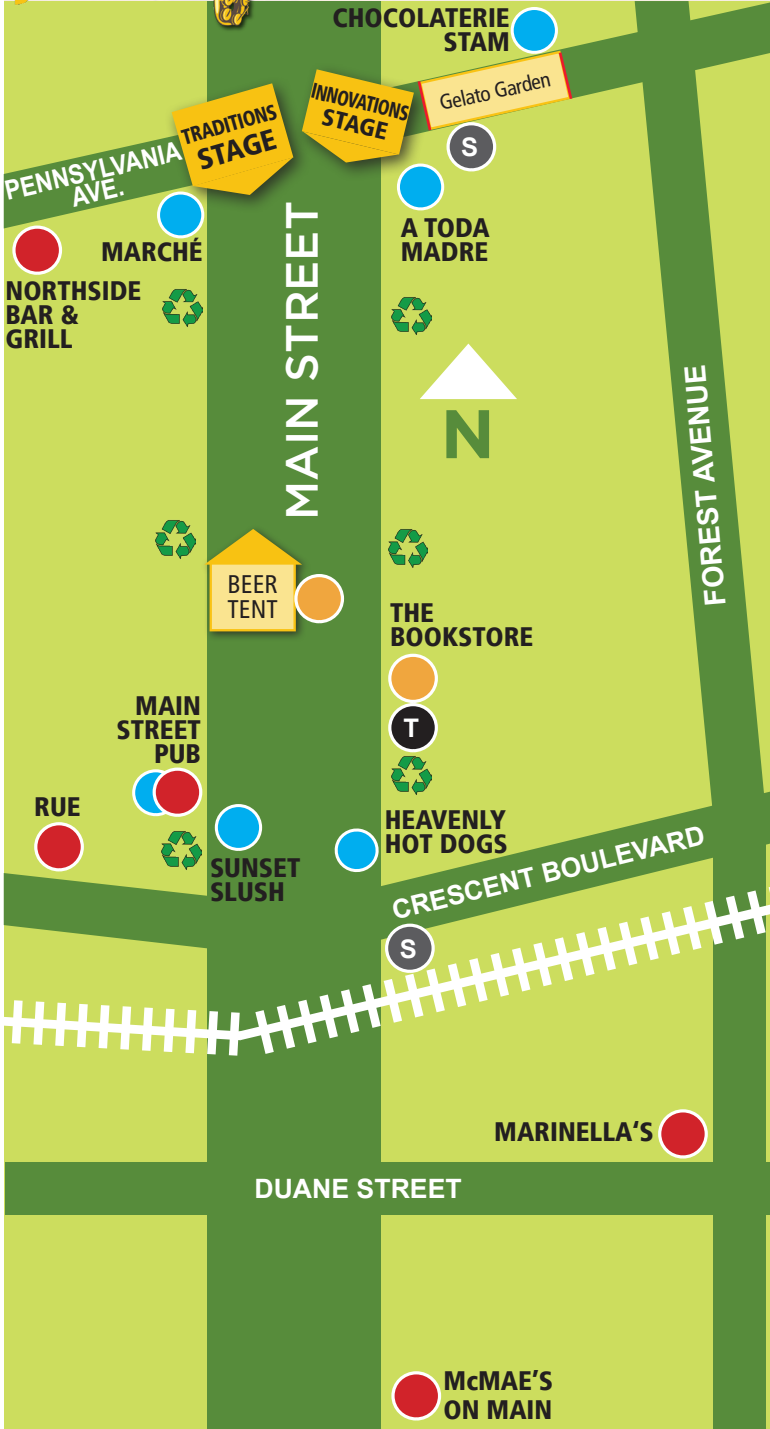 CHOCOLATERIE
STAM
Gelato Garden
INNOVATIONS
STAGE
TRADITIONS
STAGE
S
PENNSYLVANIA
AVE.
MARCHÉ
A TODA
MADRE
NORTHSIDE
BAR &
GRILL
MAIN STREET
N
FOREST AVENUE
BEER
TENT
THE
BOOKSTORE
T
MAIN
STREET
PUB
RUE
SUNSET
SLUSH
HEAVENLY
HOT DOGS
CRESCENT BOULEVARD
S
MARINELLA‘S
DUANE STREET
McMAE’S
ON MAIN